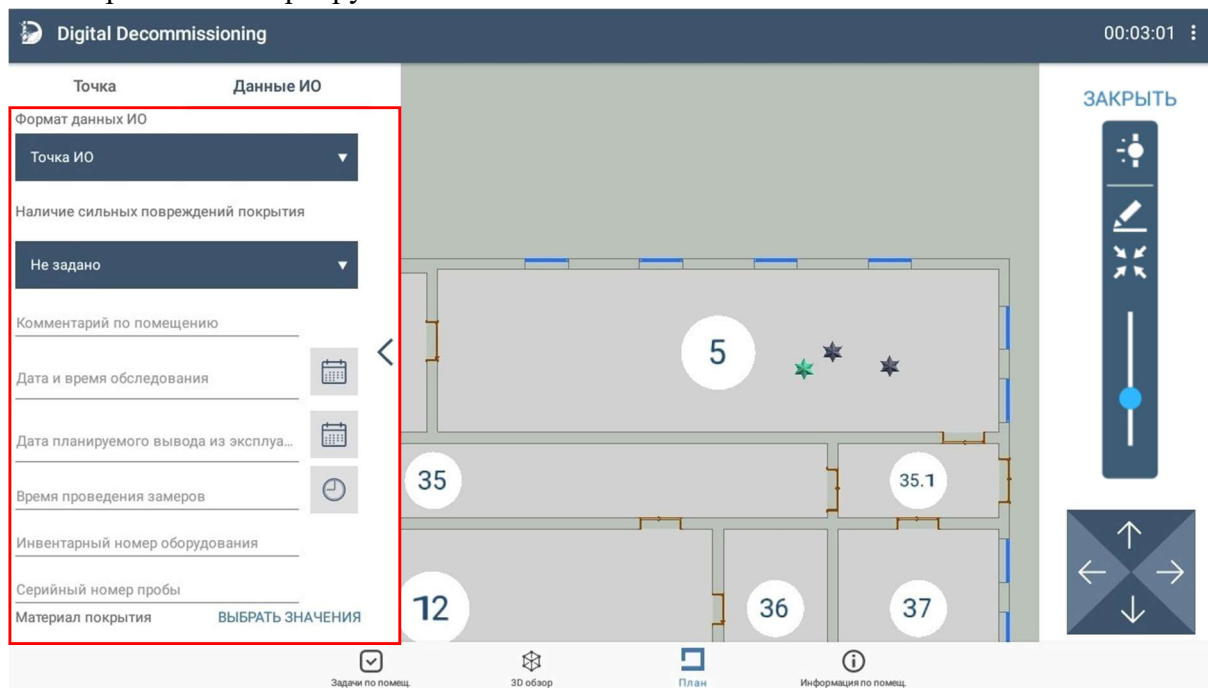 Digital Decommissioning
00:03:01
Точка
Данные ИО
Формат данных ИО
Точка ИО
Наличие сильных повреждений покрытия
Не задано
Комментарий по помещению
Дата и время обследования
Дата планируемого вывода из эксплуа...
Время проведения замеров
Инвентарный номер оборудования
Серийный номер пробы
Материал покрытия
ВЫБРАТЬ ЗНАЧЕНИЯ
5
35
35.1
12
36
37
ЗАКРЫТЬ
Задачи по помещ.
3D обзор
План
Информация по помещ.